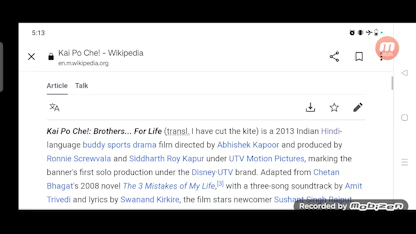 5:13
Kai Po Che! - Wikipedia
en.m.wikipedia.org
Article Talk
Kai Po Che!: Brothers... For Life (transl. I have cut the kite) is a 2013 Indian Hindi-
language buddy sports drama film directed by Abhishek Kapoor and produced by
Ronnie Screwvala and Siddharth Roy Kapur under UTV Motion Pictures, marking the
banner's first solo production under the Disney·UTV brand. Adapted from Chetan
Bhagat's 2008 novel The 3 Mistakes of My Life,[3] with a three-song soundtrack by Amit
Trivedi and lyrics by Swanand Kirkire, the film stars newcomer Sushant Singh Rajput
Recorded by MOBIZEN